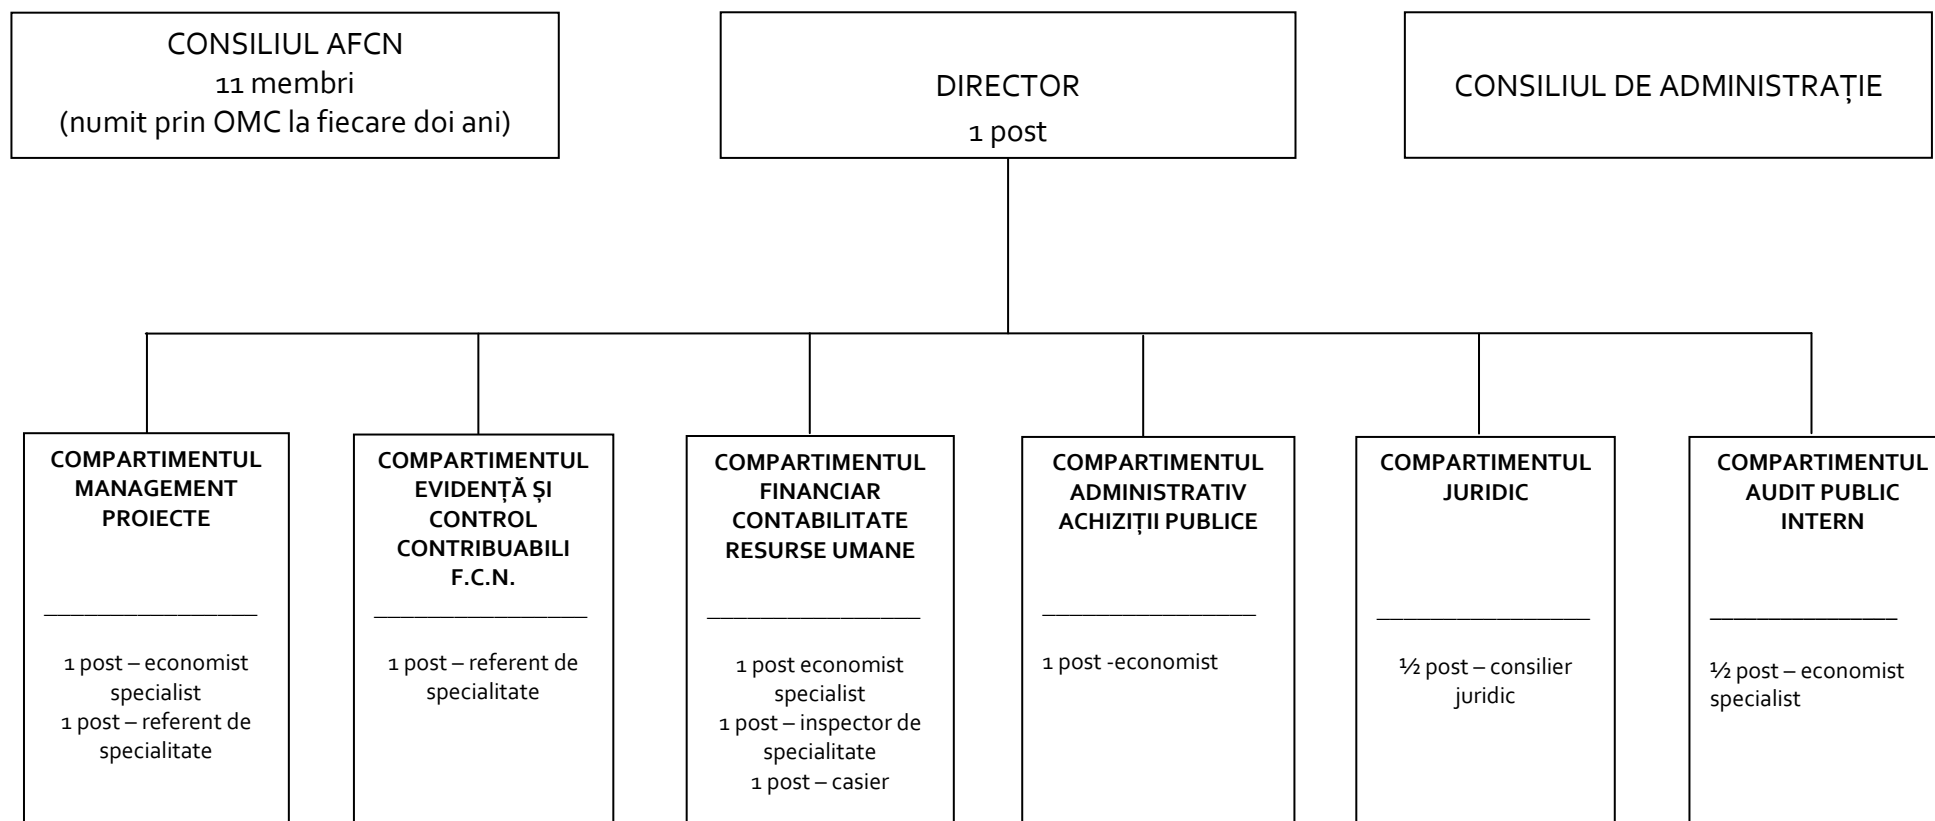 CONSILIUL AFCN
11 membri
(numit prin OMC la fiecare doi ani)
DIRECTOR
1 post
CONSILIUL DE ADMINISTRAȚIE
COMPARTIMENTUL
MANAGEMENT
PROIECTE
1 post – economist
specialist
1 post – referent de
specialitate
COMPARTIMENTUL
EVIDENȚĂ ȘI
CONTROL
CONTRIBUABILI
F.C.N.
1 post – referent de
specialitate
COMPARTIMENTUL
FINANCIAR
CONTABILITATE
RESURSE UMANE
1 post economist
specialist
1 post – inspector de
specialitate
1 post – casier
COMPARTIMENTUL
ADMINISTRATIV
ACHIZIȚII PUBLICE
1 post -economist
COMPARTIMENTUL
JURIDIC
½ post – consilier
juridic
COMPARTIMENTUL
AUDIT PUBLIC
INTERN
½ post – economist
specialist